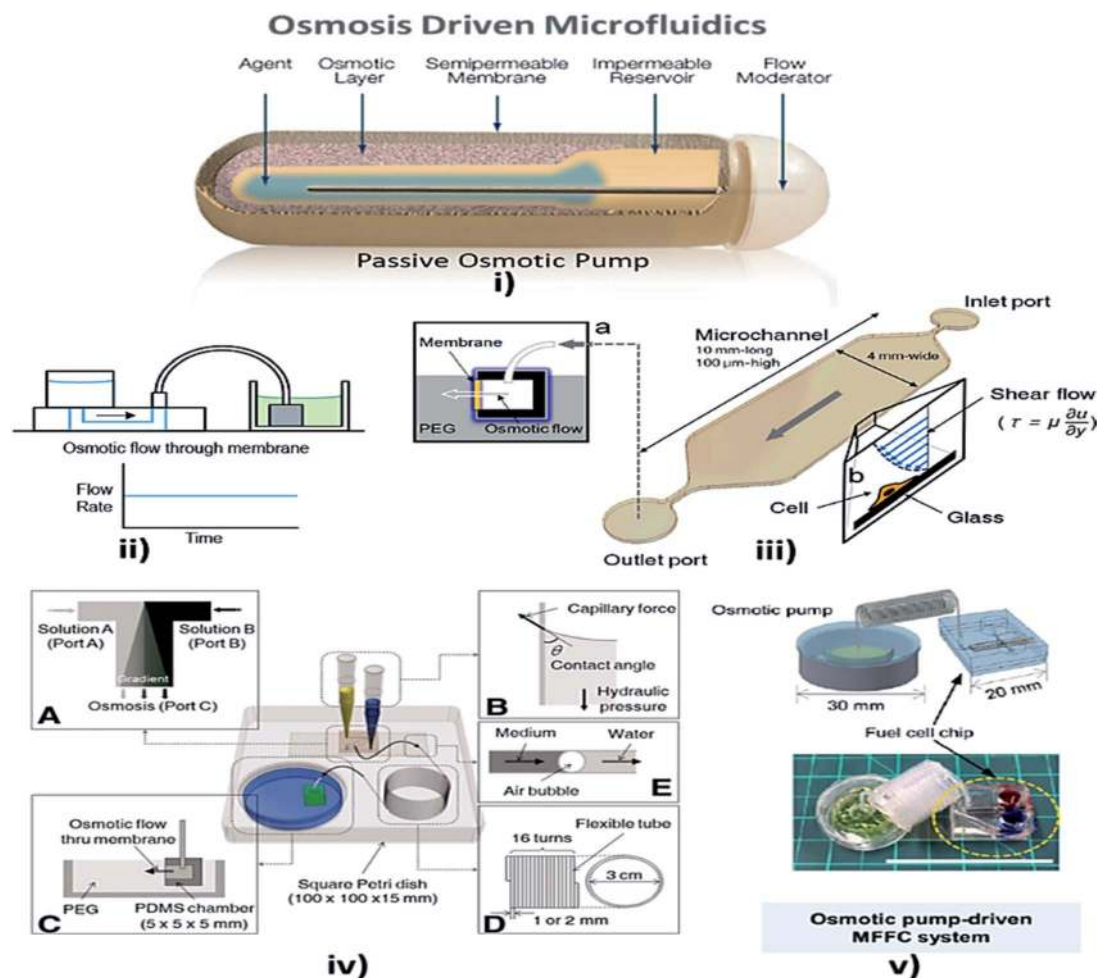 Osmosis Driven Microfluidics
Agent
Osmotic
Layer
Semipermeable
Membrane
Impermeable
Reservoir
Flow
Moderator
Passive Osmotic Pump
i)
Osmotic flow through membrane
Flow
Rate
Time
ii)
a
Membrane
PEG
Osmotic flow
Inlet port
Microchannel
10 mm-long
100 µm-high
4 mm-wide
Shear flow
( τ = μ ∂u/∂y )
b
Cell
Glass
Outlet port
iii)
Solution A
(Port A)
Solution B
(Port B)
Gradient
Osmosis (Port C)
A
Capillary force
θ
Contact angle
Hydraulic
pressure
B
Medium
Water
Air bubble
E
Osmotic flow
thru membrane
PEG
PDMS chamber
(5 x 5 x 5 mm)
C
Square Petri dish
(100 x 100 x15 mm)
16 turns
Flexible tube
3 cm
1 or 2 mm
D
iv)
Osmotic pump
30 mm
20 mm
Fuel cell chip
Osmotic pump-driven
MFFC system
v)